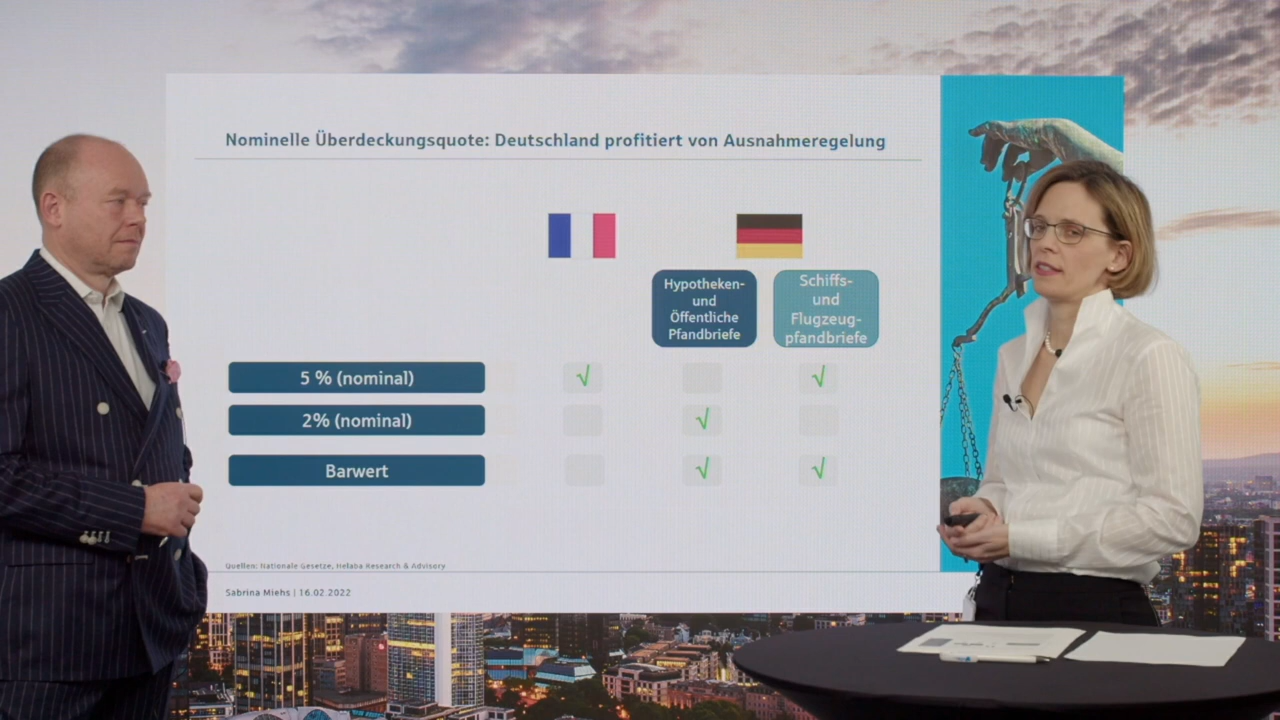 Nominelle Überdeckungsquote: Deutschland profitiert von Ausnahmeregelung
Hypotheken-
und
Öffentliche
Pfandbriefe
Schiffs-
und
Flugzeug-
pfandbriefe
5 % (nominal) √ √
2% (nominal) √
Barwert √ √
Quellen: Nationale Gesetze, Helaba Research & Advisory
Sabrina Miehs | 16.02.2022